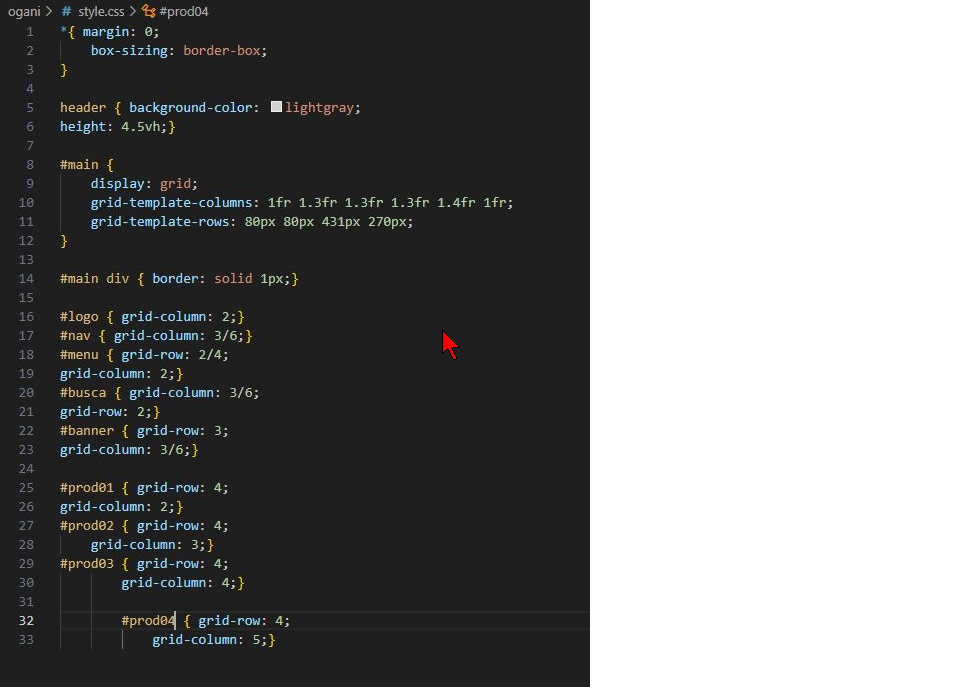 ogani > # style.css > #prod04
1 *{ margin: 0;
2 box-sizing: border-box;
3 }
4
5 header { background-color: lightgray;
6 height: 4.5vh;}
7
8 #main {
9 display: grid;
10 grid-template-columns: 1fr 1.3fr 1.3fr 1.3fr 1.4fr 1fr;
11 grid-template-rows: 80px 80px 431px 270px;
12 }
13
14 #main div { border: solid 1px;}
15
16 #logo { grid-column: 2;}
17 #nav { grid-column: 3/6;}
18 #menu { grid-row: 2/4;
19 grid-column: 2;}
20 #busca { grid-column: 3/6;
21 grid-row: 2;}
22 #banner { grid-row: 3;
23 grid-column: 3/6;}
24
25 #prod01 { grid-row: 4;
26 grid-column: 2;}
27 #prod02 { grid-row: 4;
28 grid-column: 3;}
29 #prod03 { grid-row: 4;
30 grid-column: 4;}
31
32 #prod04 { grid-row: 4;
33 grid-column: 5;}